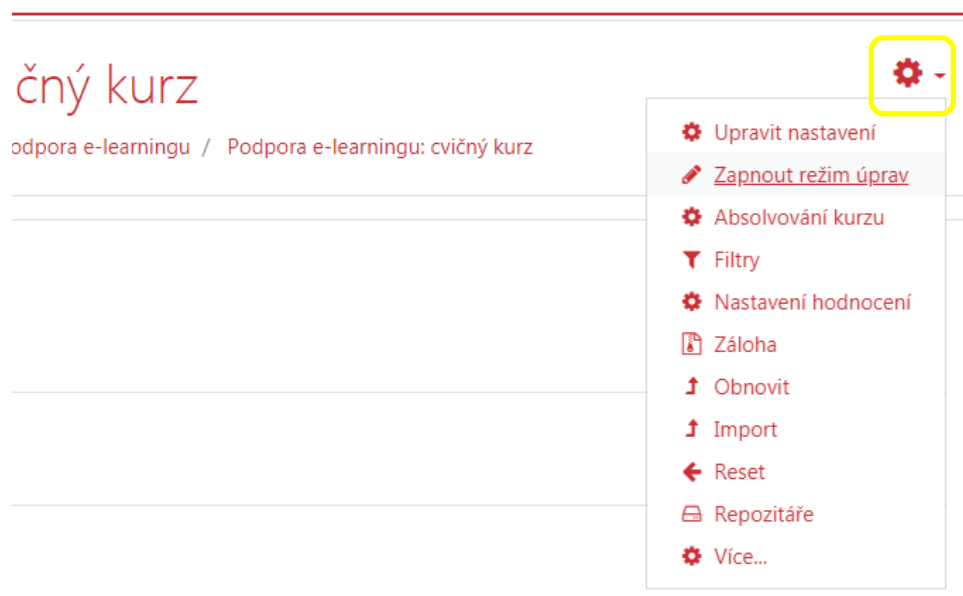 čný kurz
odpora e-learningu / Podpora e-learningu: cvičný kurz
Upravit nastavení
Zapnout režim úprav
Absolvování kurzu
Filtry
Nastavení hodnocení
Záloha
Obnovit
Import
Reset
Repozitáře
Více...